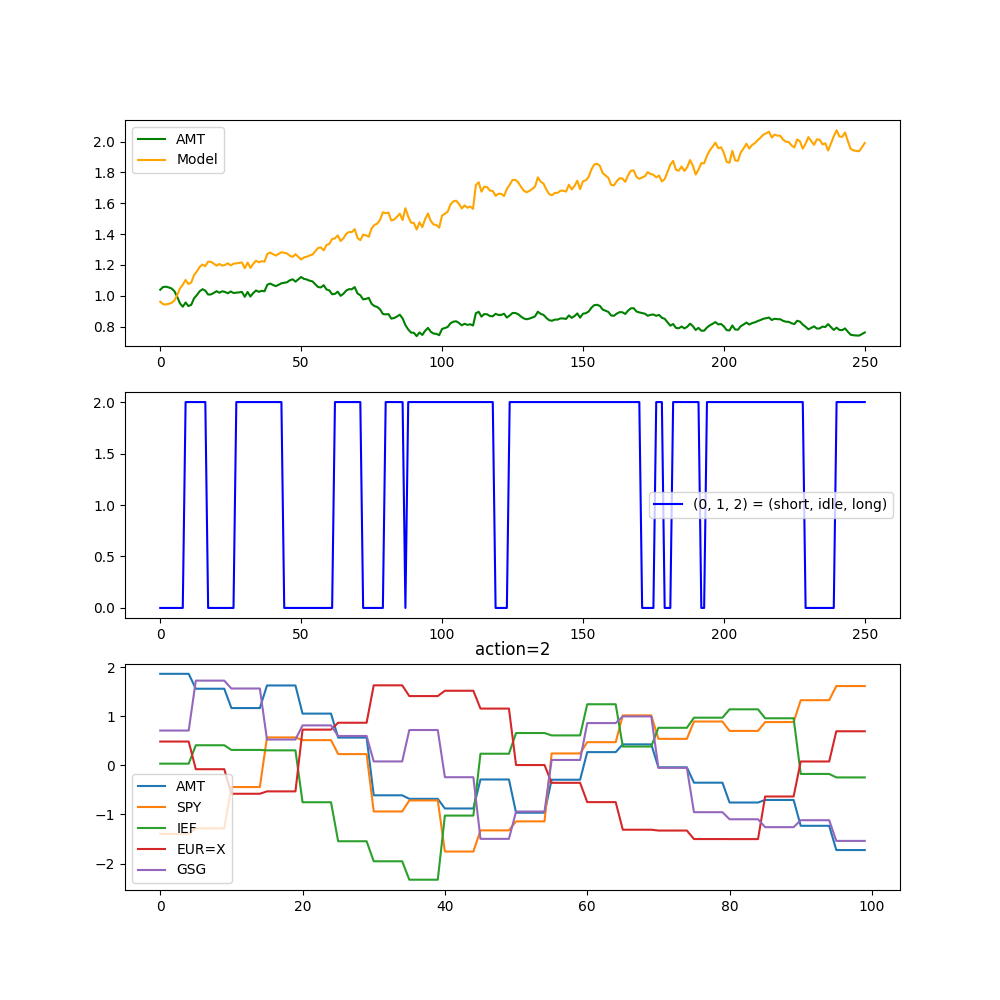 AMT
Model
2.0
1.8
1.6
1.4
1.2
1.0
0.8
0 50 100 150 200 250
2.0
1.5
1.0
0.5
0.0
(0, 1, 2) = (short, idle, long)
0 50 100 150 200 250
action=2
2
1
0
−1
−2
AMT
SPY
IEF
EUR=X
GSG
0 20 40 60 80 100